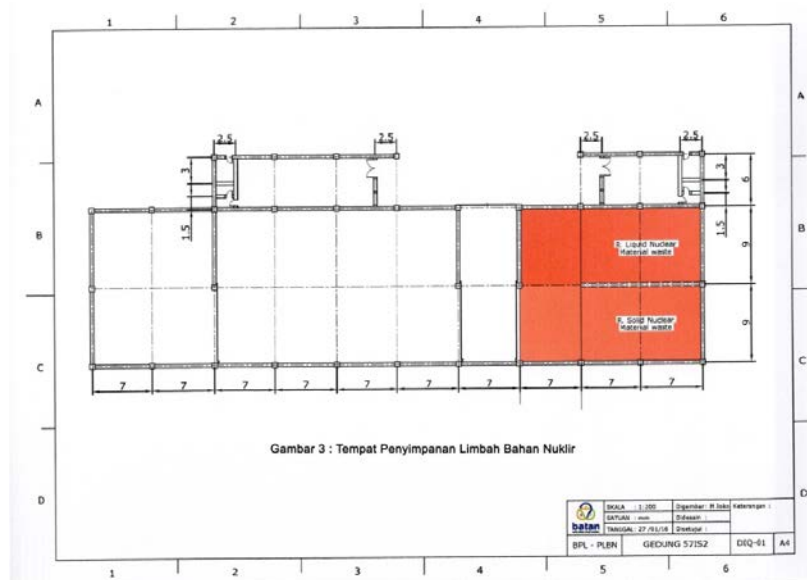 1 2 3 4 5 6
A A
2.5 2.5 2.5 2.5
3 3 6
1.5 1.5
B B
R. Liquid Nuclear
Material waste
9
R. Solid Nuclear
Material waste
9
C C
7 7 7 7 7 7 7 7 7 7
Gambar 3 : Tempat Penyimpanan Limbah Bahan Nuklir
D D
SKALA : 1:200 Digambar: M Joko Keterangan :
SATUAN : mm Didesain :
TANGGAL: 27 /01/16 Disetujui :
batan
BPL - PLBN GEDUNG 57IS2 DIQ-01 A4
1 2 3 4 5 6